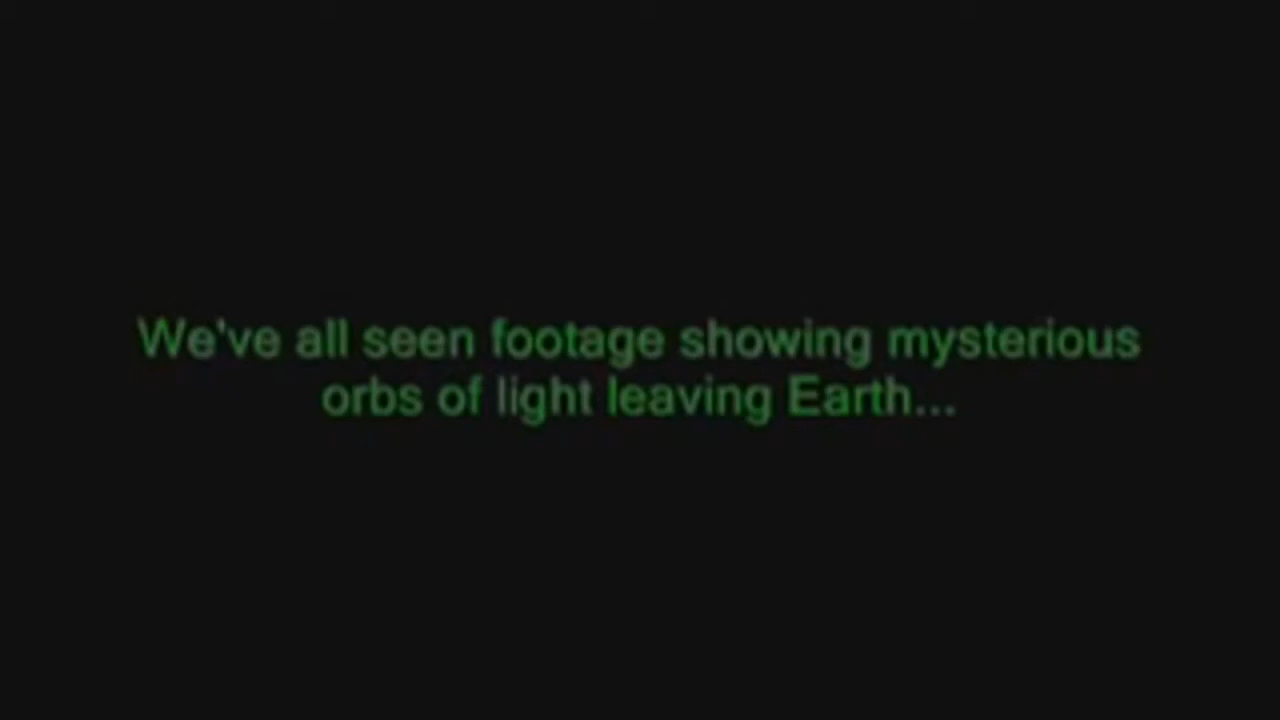 We've all seen footage showing mysterious
orbs of light leaving Earth...